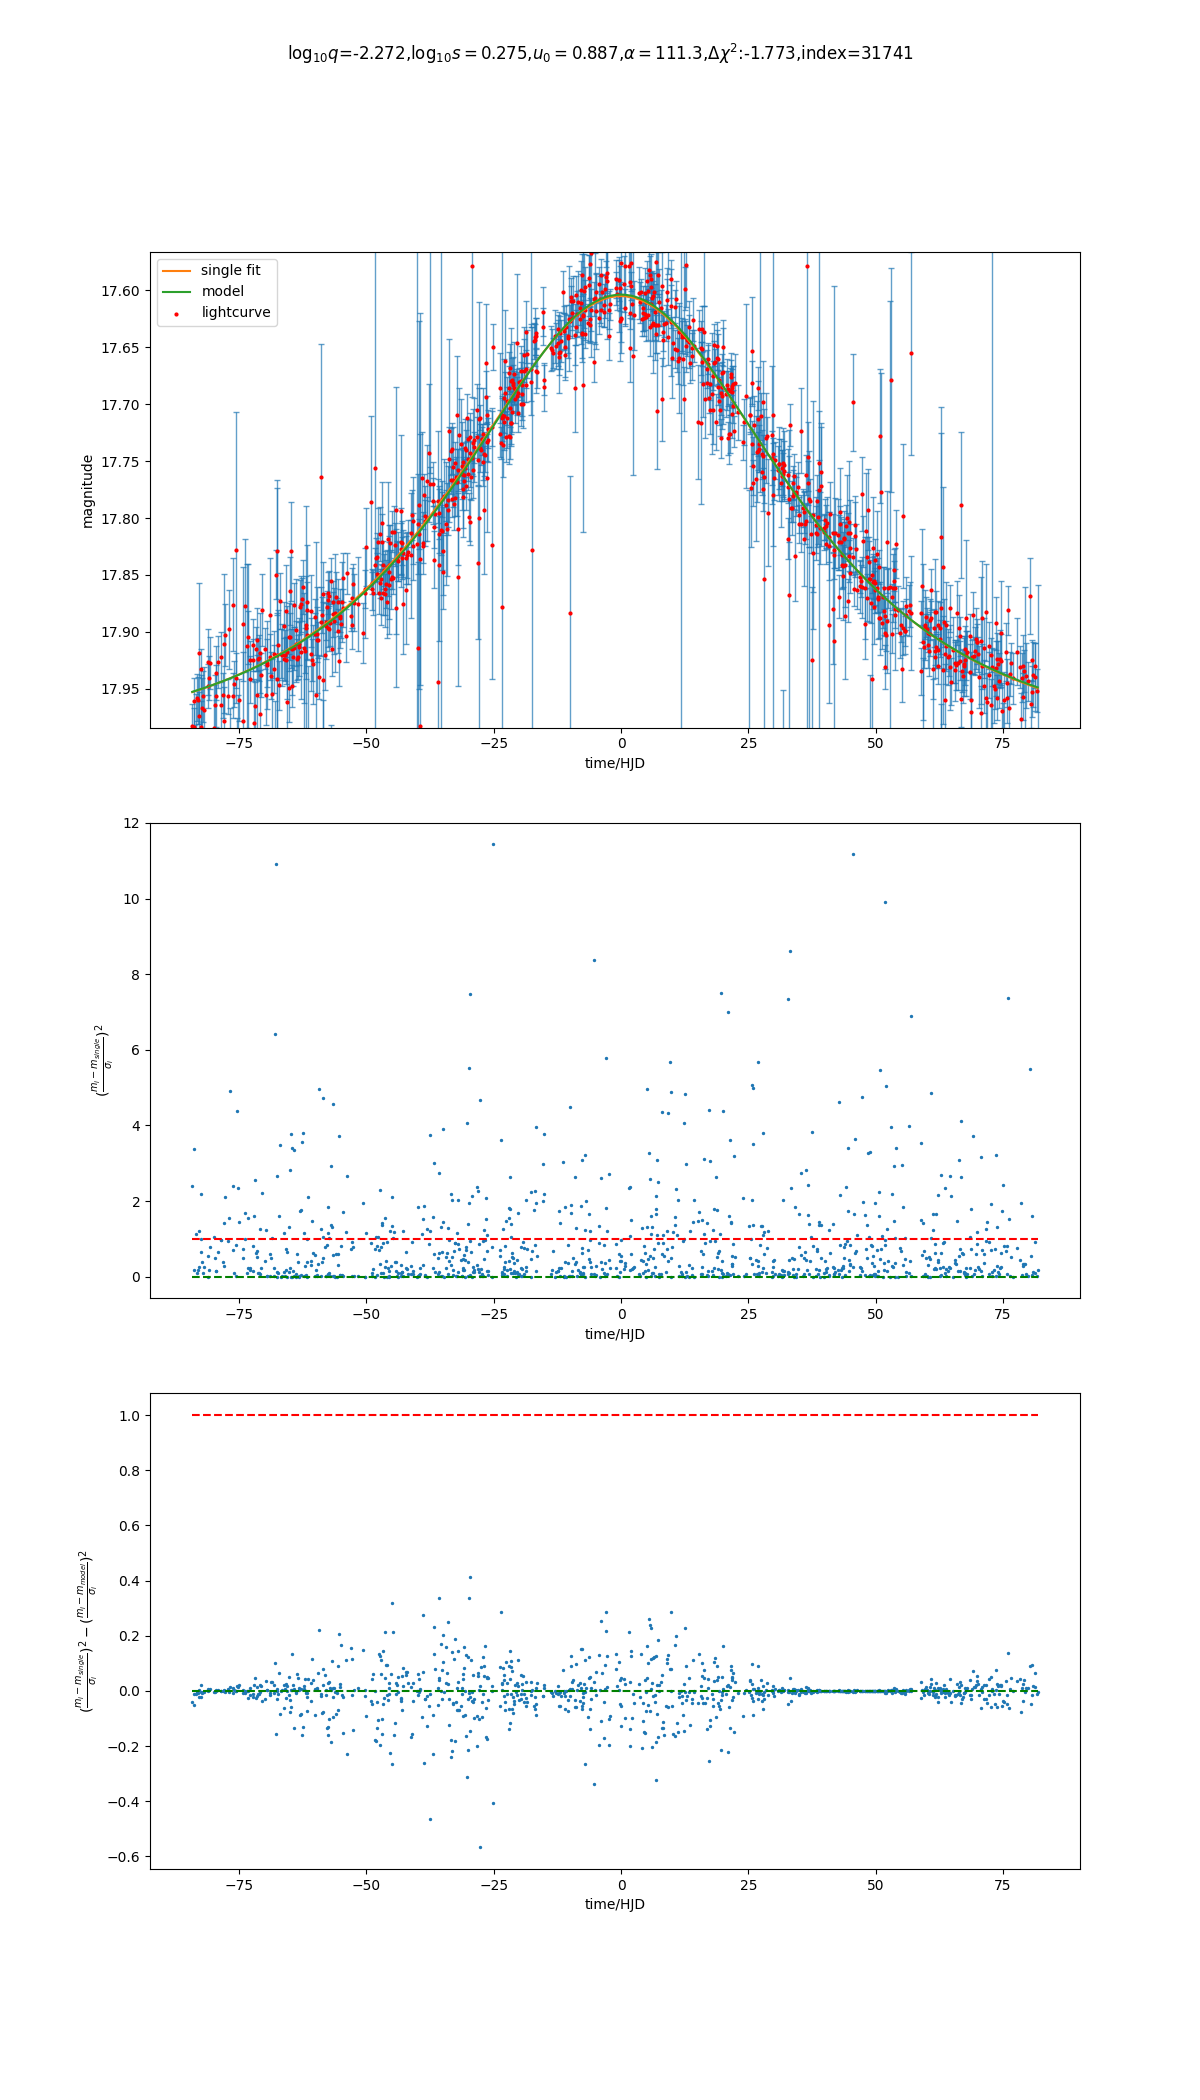 log₁₀q=-2.272,log₁₀s = 0.275,u₀ = 0.887,α = 111.3,Δχ²:-1.773,index=31741
single fit
model
lightcurve
17.60
17.65
17.70
17.75
17.80
17.85
17.90
17.95
magnitude
−75 −50 −25 0 25 50 75
time/HJD
12
10
8
6
4
2
0
(mᵢ − m_single / σᵢ)²
−75 −50 −25 0 25 50 75
time/HJD
1.0
0.8
0.6
0.4
0.2
0.0
−0.2
−0.4
−0.6
(mᵢ − m_single / σᵢ)² − (mᵢ − m_model / σᵢ)²
−75 −50 −25 0 25 50 75
time/HJD